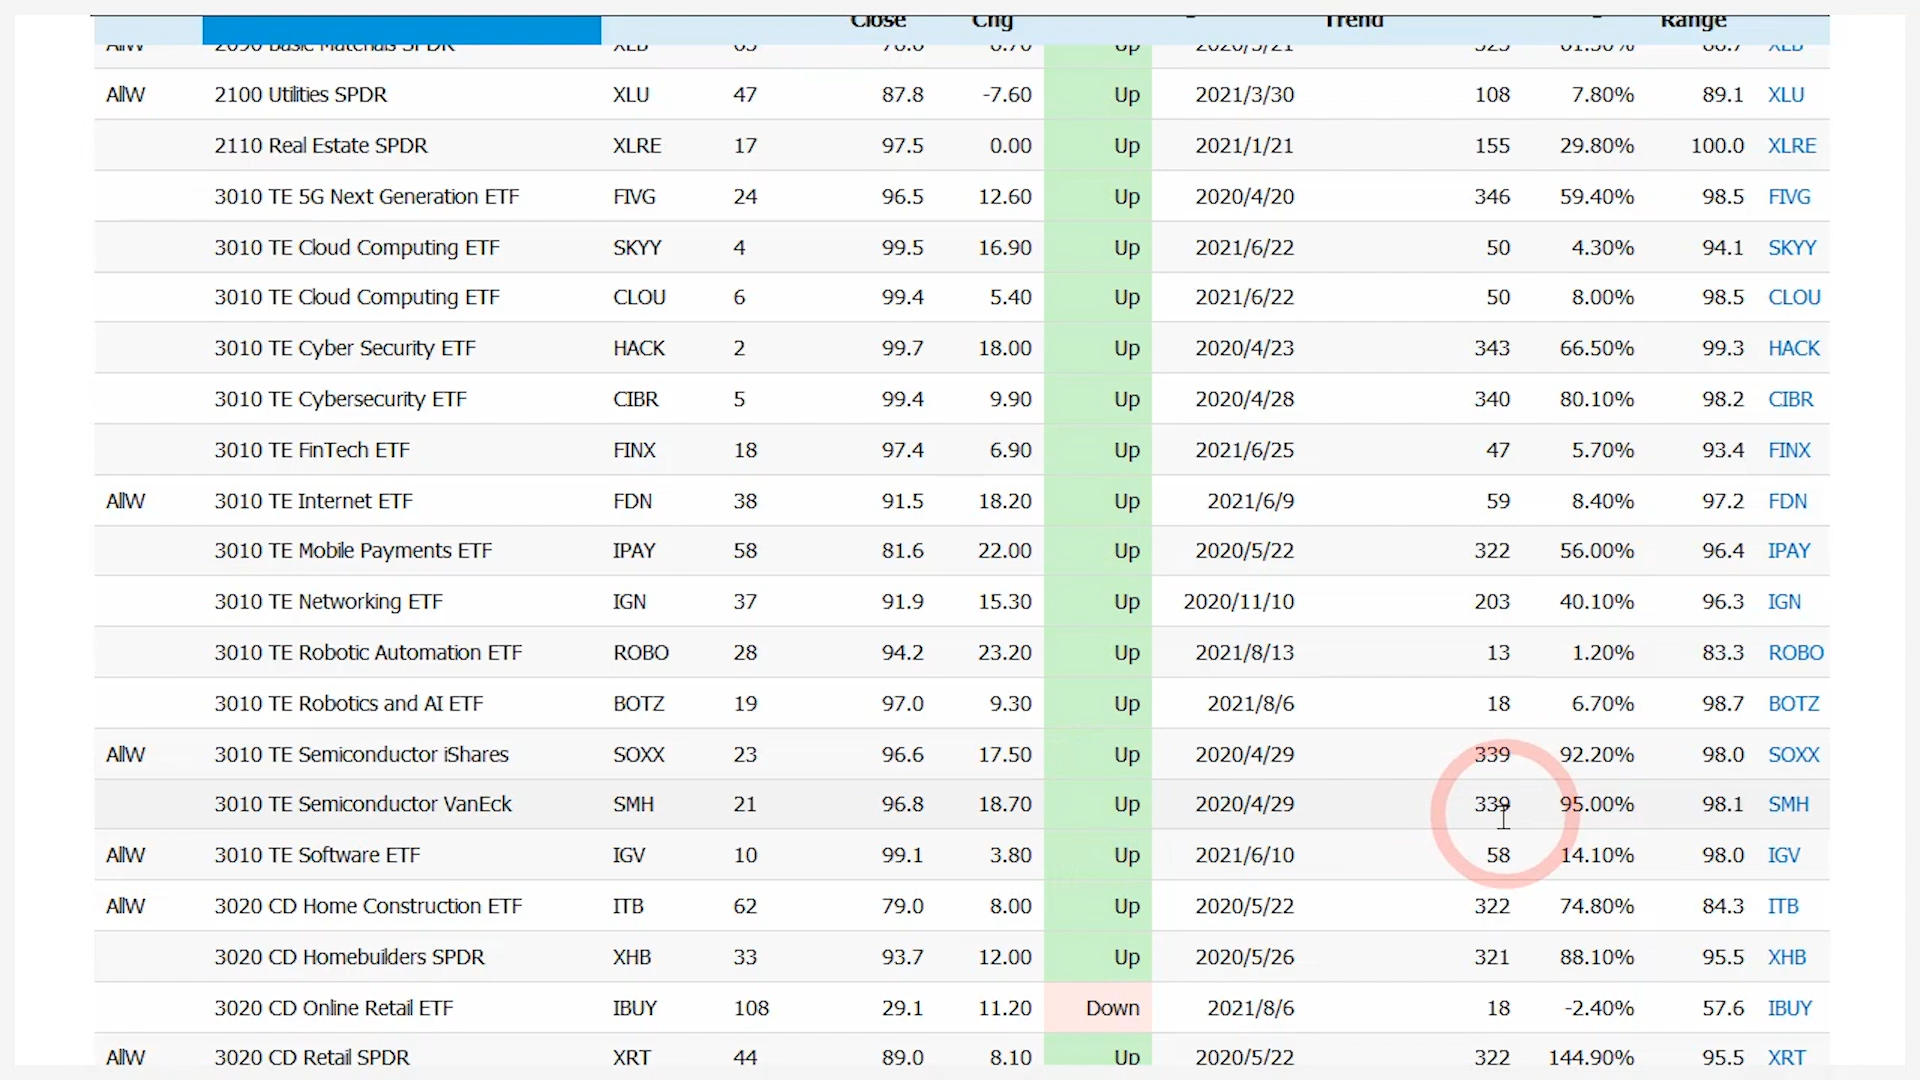 Close Chg Trend Range
AllW 2090 Basic Materials SPDR XLB Up 2020/5/21 323 61.50% XLB
AllW 2100 Utilities SPDR XLU 47 87.8 -7.60 Up 2021/3/30 108 7.80% 89.1 XLU
2110 Real Estate SPDR XLRE 17 97.5 0.00 Up 2021/1/21 155 29.80% 100.0 XLRE
3010 TE 5G Next Generation ETF FIVG 24 96.5 12.60 Up 2020/4/20 346 59.40% 98.5 FIVG
3010 TE Cloud Computing ETF SKYY 4 99.5 16.90 Up 2021/6/22 50 4.30% 94.1 SKYY
3010 TE Cloud Computing ETF CLOU 6 99.4 5.40 Up 2021/6/22 50 8.00% 98.5 CLOU
3010 TE Cyber Security ETF HACK 2 99.7 18.00 Up 2020/4/23 343 66.50% 99.3 HACK
3010 TE Cybersecurity ETF CIBR 5 99.4 9.90 Up 2020/4/28 340 80.10% 98.2 CIBR
3010 TE FinTech ETF FINX 18 97.4 6.90 Up 2021/6/25 47 5.70% 93.4 FINX
AllW 3010 TE Internet ETF FDN 38 91.5 18.20 Up 2021/6/9 59 8.40% 97.2 FDN
3010 TE Mobile Payments ETF IPAY 58 81.6 22.00 Up 2020/5/22 322 56.00% 96.4 IPAY
3010 TE Networking ETF IGN 37 91.9 15.30 Up 2020/11/10 203 40.10% 96.3 IGN
3010 TE Robotic Automation ETF ROBO 28 94.2 23.20 Up 2021/8/13 13 1.20% 83.3 ROBO
3010 TE Robotics and AI ETF BOTZ 19 97.0 9.30 Up 2021/8/6 18 6.70% 98.7 BOTZ
AllW 3010 TE Semiconductor iShares SOXX 23 96.6 17.50 Up 2020/4/29 339 92.20% 98.0 SOXX
3010 TE Semiconductor VanEck SMH 21 96.8 18.70 Up 2020/4/29 339 95.00% 98.1 SMH
AllW 3010 TE Software ETF IGV 10 99.1 3.80 Up 2021/6/10 58 14.10% 98.0 IGV
AllW 3020 CD Home Construction ETF ITB 62 79.0 8.00 Up 2020/5/22 322 74.80% 84.3 ITB
3020 CD Homebuilders SPDR XHB 33 93.7 12.00 Up 2020/5/26 321 88.10% 95.5 XHB
3020 CD Online Retail ETF IBUY 108 29.1 11.20 Down 2021/8/6 18 -2.40% 57.6 IBUY
AllW 3020 CD Retail SPDR XRT 44 89.0 8.10 Up 2020/5/22 322 144.90% 95.5 XRT